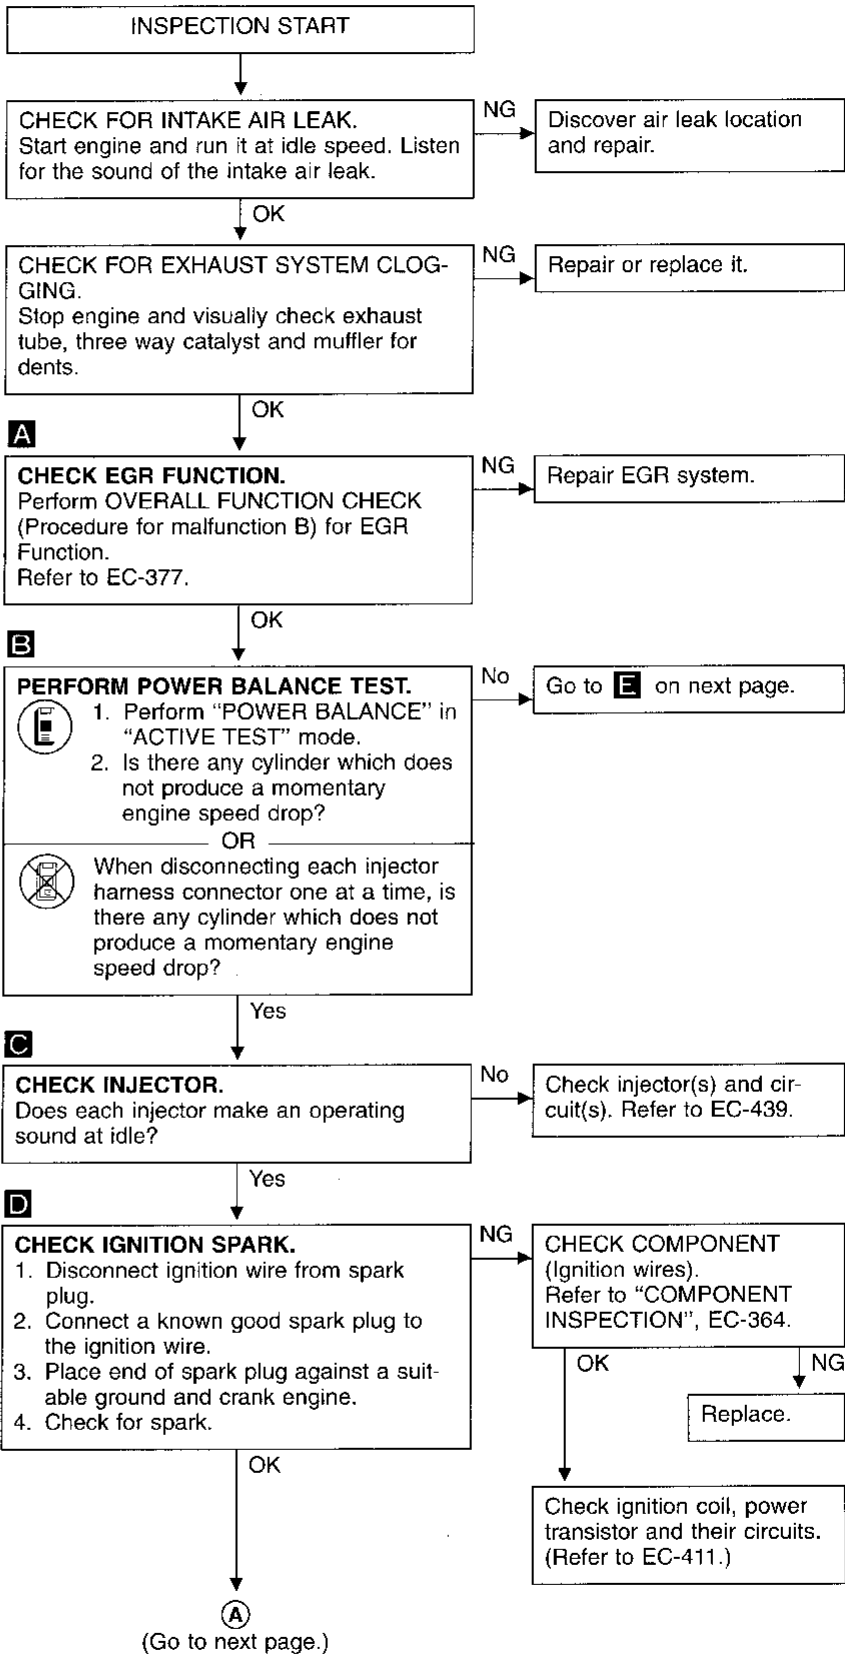 INSPECTION START
CHECK FOR INTAKE AIR LEAK.
Start engine and run it at idle speed. Listen
for the sound of the intake air leak.
NG
Discover air leak location
and repair.
OK
CHECK FOR EXHAUST SYSTEM CLOG-
GING.
Stop engine and visually check exhaust
tube, three way catalyst and muffler for
dents.
NG
Repair or replace it.
OK
A
CHECK EGR FUNCTION.
Perform OVERALL FUNCTION CHECK
(Procedure for malfunction B) for EGR
Function.
Refer to EC-377.
NG
Repair EGR system.
OK
B
PERFORM POWER BALANCE TEST.
1. Perform “POWER BALANCE” in
“ACTIVE TEST” mode.
2. Is there any cylinder which does
not produce a momentary
engine speed drop?
OR
When disconnecting each injector
harness connector one at a time, is
there any cylinder which does not
produce a momentary engine
speed drop?
No
Go to E on next page.
Yes
C
CHECK INJECTOR.
Does each injector make an operating
sound at idle?
No
Check injector(s) and cir-
cuit(s). Refer to EC-439.
Yes
D
CHECK IGNITION SPARK.
1. Disconnect ignition wire from spark
plug.
2. Connect a known good spark plug to
the ignition wire.
3. Place end of spark plug against a suit-
able ground and crank engine.
4. Check for spark.
NG
CHECK COMPONENT
(Ignition wires).
Refer to “COMPONENT
INSPECTION”, EC-364.
OK
NG
Replace.
Check ignition coil, power
transistor and their circuits.
(Refer to EC-411.)
OK
A
(Go to next page.)